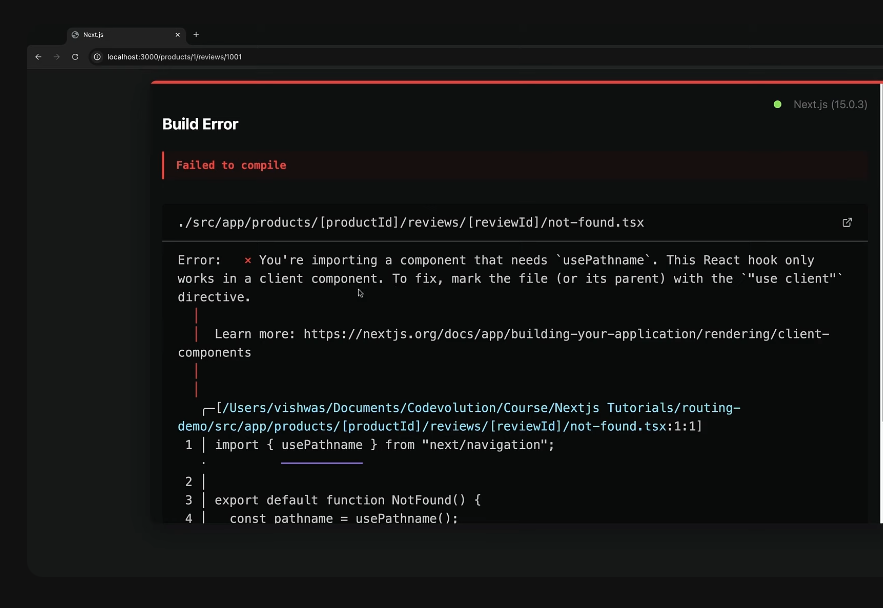 Next.js
localhost:3000/products/1/reviews/1001
Next.js (15.0.3)
Build Error
Failed to compile
./src/app/products/[productId]/reviews/[reviewId]/not-found.tsx
Error:   × You're importing a component that needs `usePathname`. This React hook only
works in a client component. To fix, mark the file (or its parent) with the `"use client"`
directive.
Learn more: https://nextjs.org/docs/app/building-your-application/rendering/client-
components
[/Users/vishwas/Documents/Codevolution/Course/Nextjs Tutorials/routing-
demo/src/app/products/[productId]/reviews/[reviewId]/not-found.tsx:1:1]
1 │ import { usePathname } from "next/navigation";
2 │
3 │ export default function NotFound() {
4 │   const pathname = usePathname();